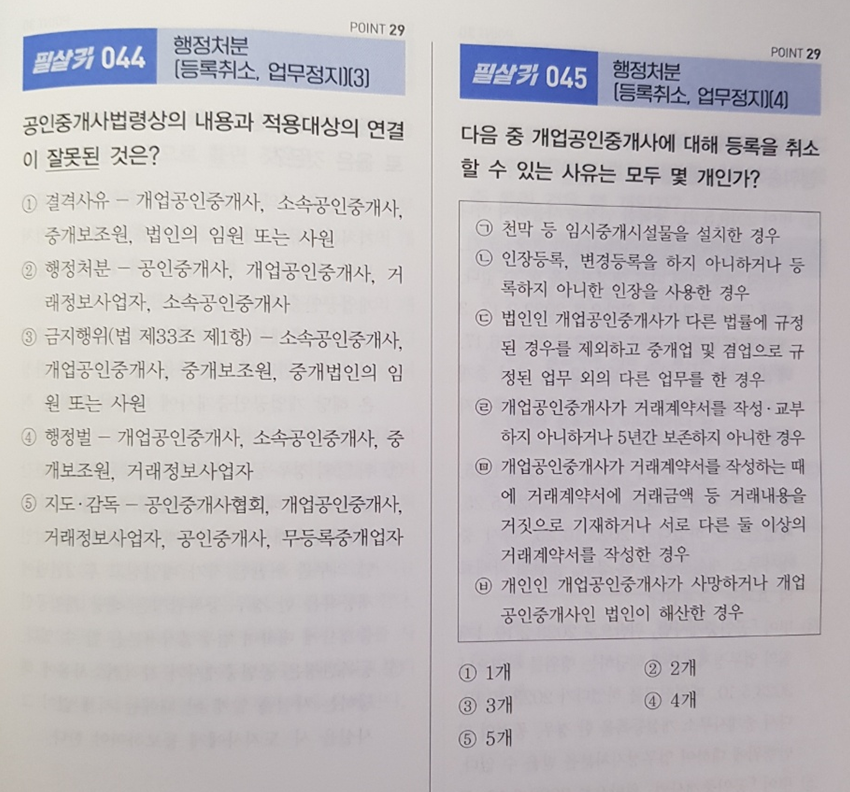 POINT 29
필살키 044 행정처분
(등록취소, 업무정지)(3)
공인중개사법령상의 내용과 적용대상의 연결
이 잘못된 것은?
① 결격사유 – 개업공인중개사, 소속공인중개사,
중개보조원, 법인의 임원 또는 사원
② 행정처분 – 공인중개사, 개업공인중개사, 거
래정보사업자, 소속공인중개사
③ 금지행위(법 제33조 제1항) – 소속공인중개사,
개업공인중개사, 중개보조원, 중개법인의 임
원 또는 사원
④ 행정벌 – 개업공인중개사, 소속공인중개사, 중
개보조원, 거래정보사업자
⑤ 지도·감독 – 공인중개사협회, 개업공인중개사,
거래정보사업자, 공인중개사, 무등록중개업자
POINT 29
필살키 045 행정처분
(등록취소, 업무정지)(4)
다음 중 개업공인중개사에 대해 등록을 취소
할 수 있는 사유는 모두 몇 개인가?
㉠ 천막 등 임시중개시설물을 설치한 경우
㉡ 인장등록, 변경등록을 하지 아니하거나 등
록하지 아니한 인장을 사용한 경우
㉢ 법인인 개업공인중개사가 다른 법률에 규정
된 경우를 제외하고 중개업 및 겸업으로 규
정된 업무 외의 다른 업무를 한 경우
㉣ 개업공인중개사가 거래계약서를 작성·교부
하지 아니하거나 5년간 보존하지 아니한 경우
㉤ 개업공인중개사가 거래계약서를 작성하는 때
에 거래계약서에 거래금액 등 거래내용을
거짓으로 기재하거나 서로 다른 둘 이상의
거래계약서를 작성한 경우
㉥ 개인인 개업공인중개사가 사망하거나 개업
공인중개사인 법인이 해산한 경우
① 1개 ② 2개
③ 3개 ④ 4개
⑤ 5개